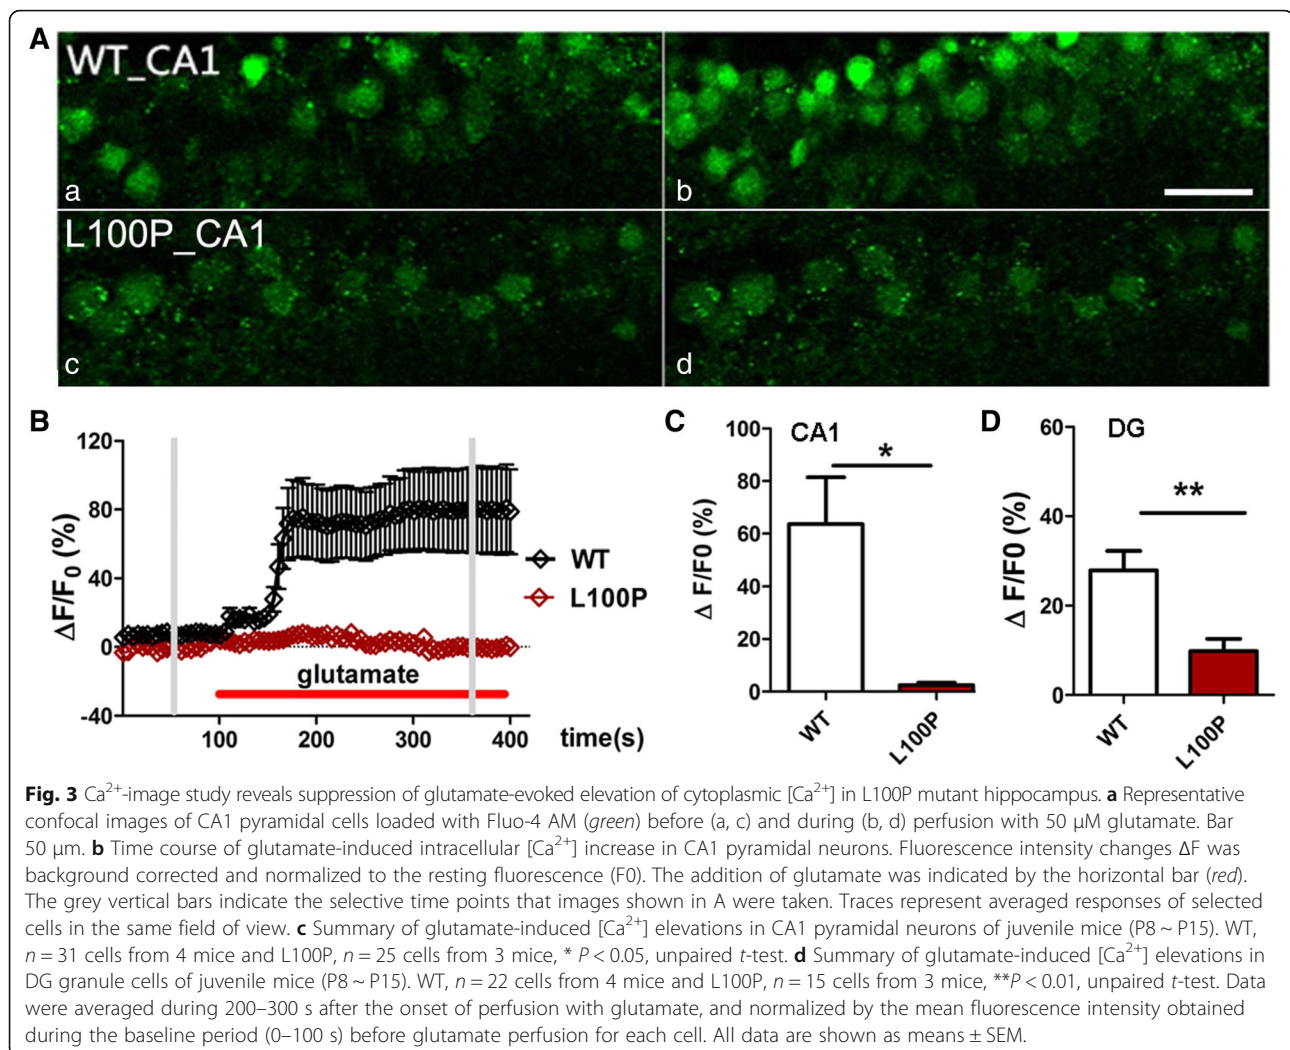 A
WT_CA1
a
b
L100P_CA1
c
d
B
120
80
40
0
-40
ΔF/F0 (%)
WT
L100P
glutamate
100
200
300
400
time(s)
C
CA1
*
100
80
60
40
20
0
Δ F/F0 (%)
WT
L100P
D
DG
**
60
40
20
0
Δ F/F0 (%)
WT
L100P
Fig. 3 Ca2+-image study reveals suppression of glutamate-evoked elevation of cytoplasmic [Ca2+] in L100P mutant hippocampus. a Representative
confocal images of CA1 pyramidal cells loaded with Fluo-4 AM (green) before (a, c) and during (b, d) perfusion with 50 μM glutamate. Bar
50 μm. b Time course of glutamate-induced intracellular [Ca2+] increase in CA1 pyramidal neurons. Fluorescence intensity changes ΔF was
background corrected and normalized to the resting fluorescence (F0). The addition of glutamate was indicated by the horizontal bar (red).
The grey vertical bars indicate the selective time points that images shown in A were taken. Traces represent averaged responses of selected
cells in the same field of view. c Summary of glutamate-induced [Ca2+] elevations in CA1 pyramidal neurons of juvenile mice (P8 ~ P15). WT,
n = 31 cells from 4 mice and L100P, n = 25 cells from 3 mice, * P < 0.05, unpaired t-test. d Summary of glutamate-induced [Ca2+] elevations in
DG granule cells of juvenile mice (P8 ~ P15). WT, n = 22 cells from 4 mice and L100P, n = 15 cells from 3 mice, **P < 0.01, unpaired t-test. Data
were averaged during 200–300 s after the onset of perfusion with glutamate, and normalized by the mean fluorescence intensity obtained
during the baseline period (0–100 s) before glutamate perfusion for each cell. All data are shown as means ± SEM.